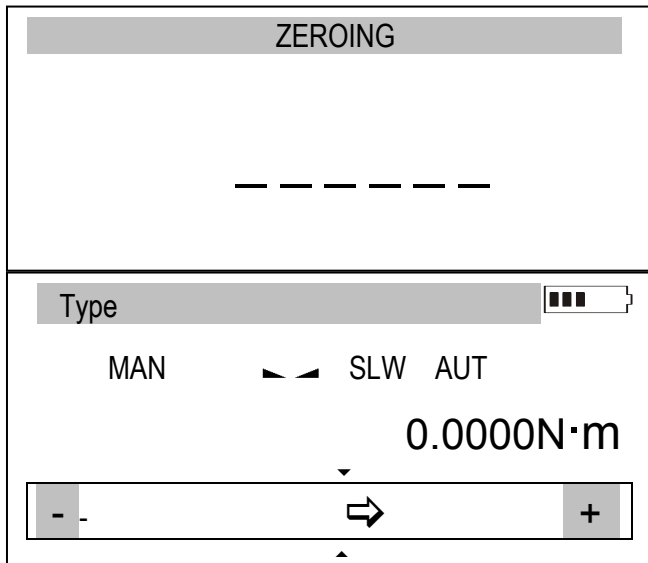 ZEROING
_ _ _ _ _ _
Type
MAN SLW AUT
0.0000N·m
- - ⇨ +